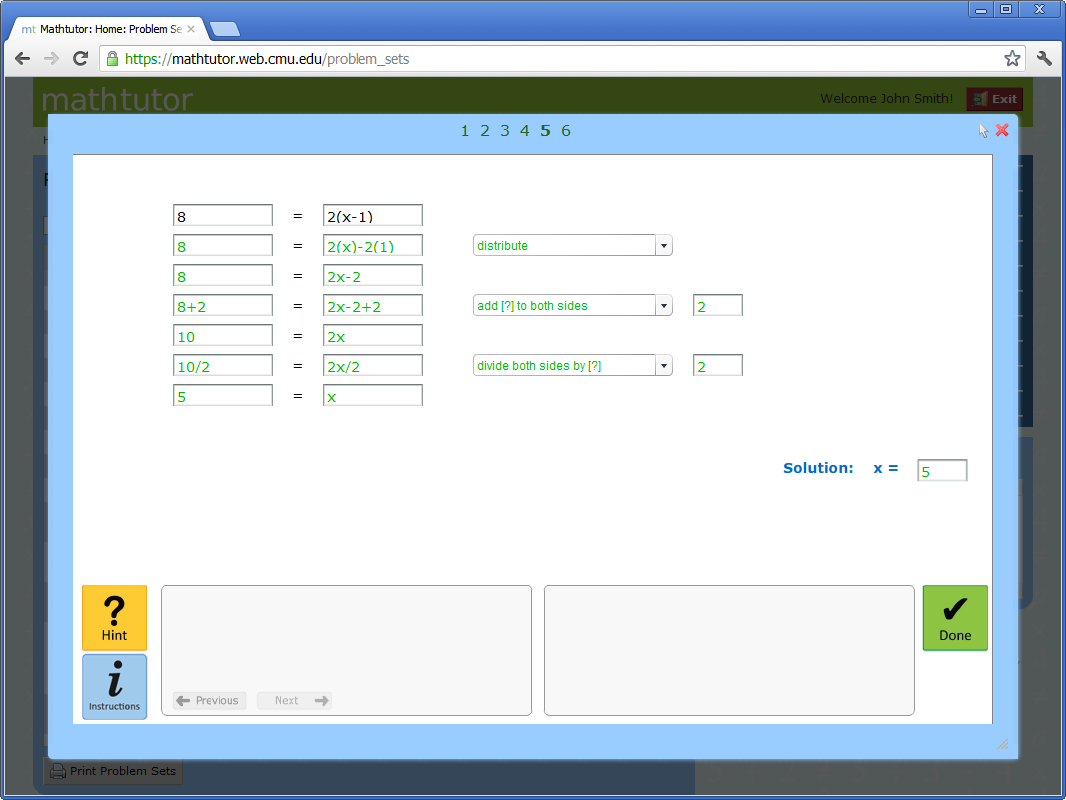 mt Mathtutor: Home: Problem Se
https://mathtutor.web.cmu.edu/problem_sets
mathtutor
Welcome John Smith! Exit
1 2 3 4 5 6
8 = 2(x-1)
8 = 2(x)-2(1) distribute
8 = 2x-2
8+2 = 2x-2+2 add [?] to both sides 2
10 = 2x
10/2 = 2x/2 divide both sides by [?] 2
5 = x
Solution: x = 5
? Hint
i Instructions
Previous Next
Done
Print Problem Sets